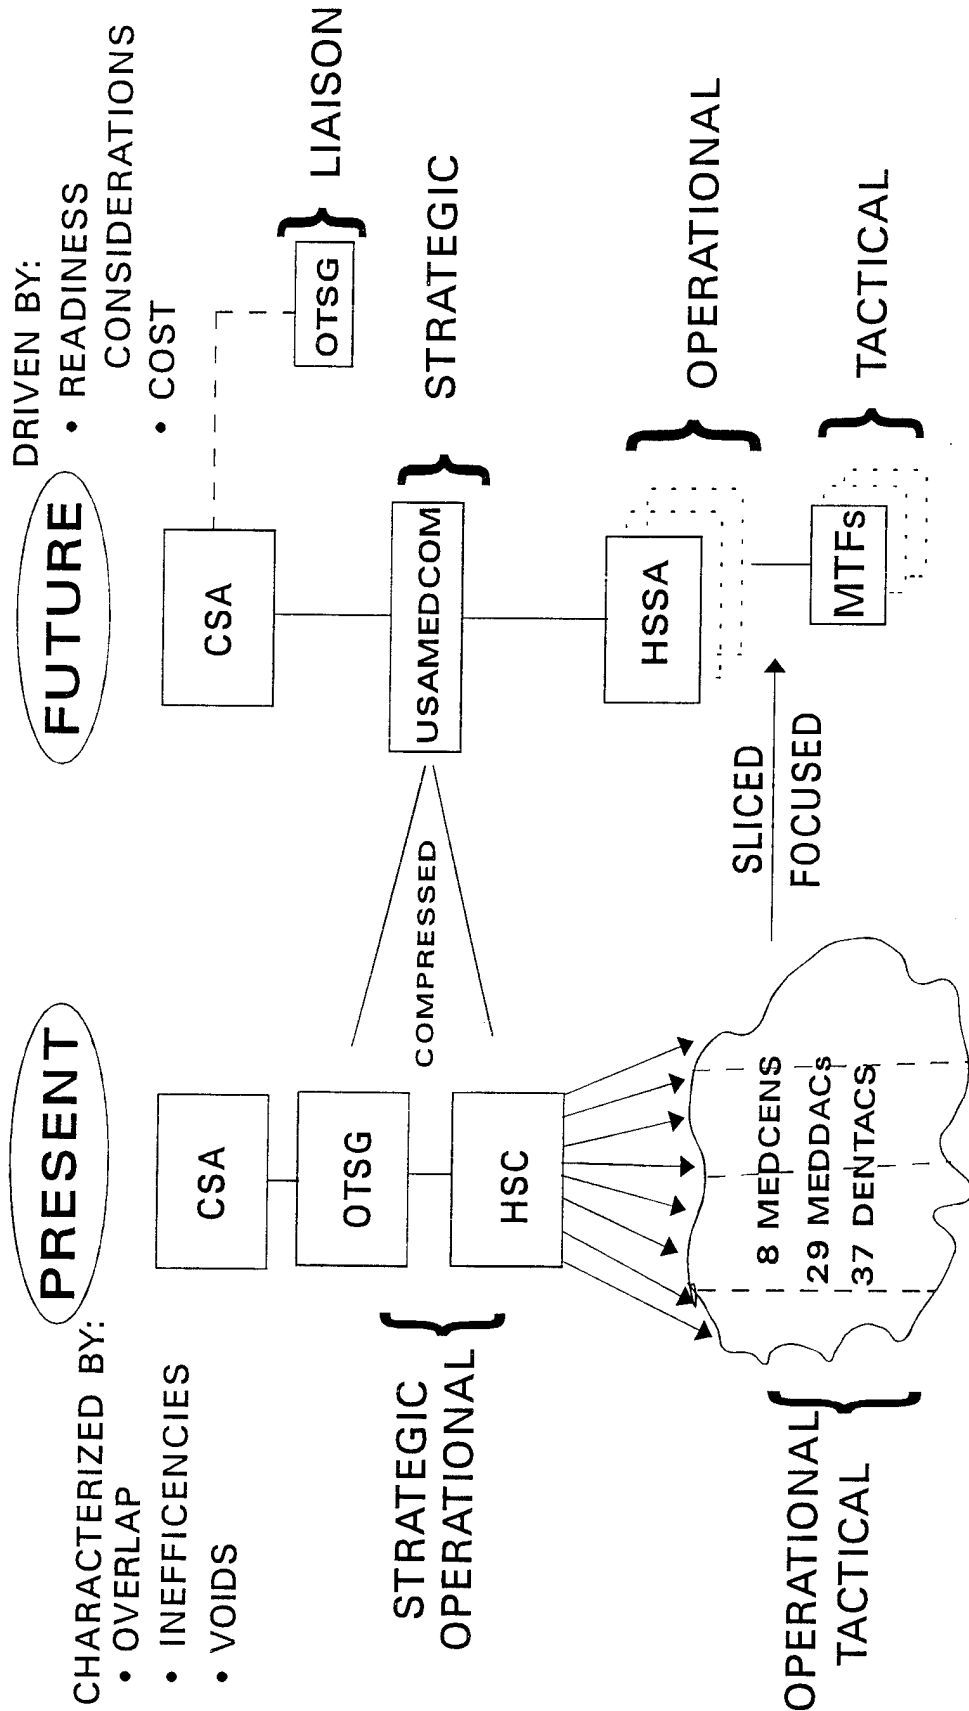 PRESENT
CHARACTERIZED BY:
• OVERLAP
• INEFFICENCIES
• VOIDS
CSA
OTSG
HSC
STRATEGIC
OPERATIONAL
8 MEDCENS
29 MEDDACs
37 DENTACS
OPERATIONAL
TACTICAL
COMPRESSED
SLICED
FOCUSED
FUTURE
DRIVEN BY:
• READINESS
CONSIDERATIONS
• COST
CSA
OTSG
LIAISON
USAMEDCOM
STRATEGIC
HSSA
OPERATIONAL
MTFs
TACTICAL